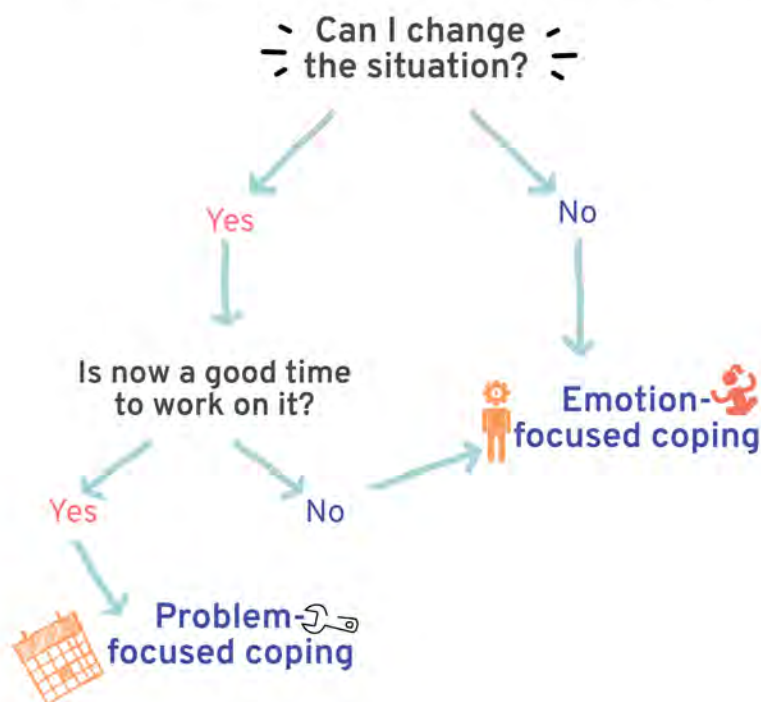 Can I change
the situation?
Yes
No
Is now a good time
to work on it?
Emotion-
focused coping
Yes
No
Problem-
focused coping